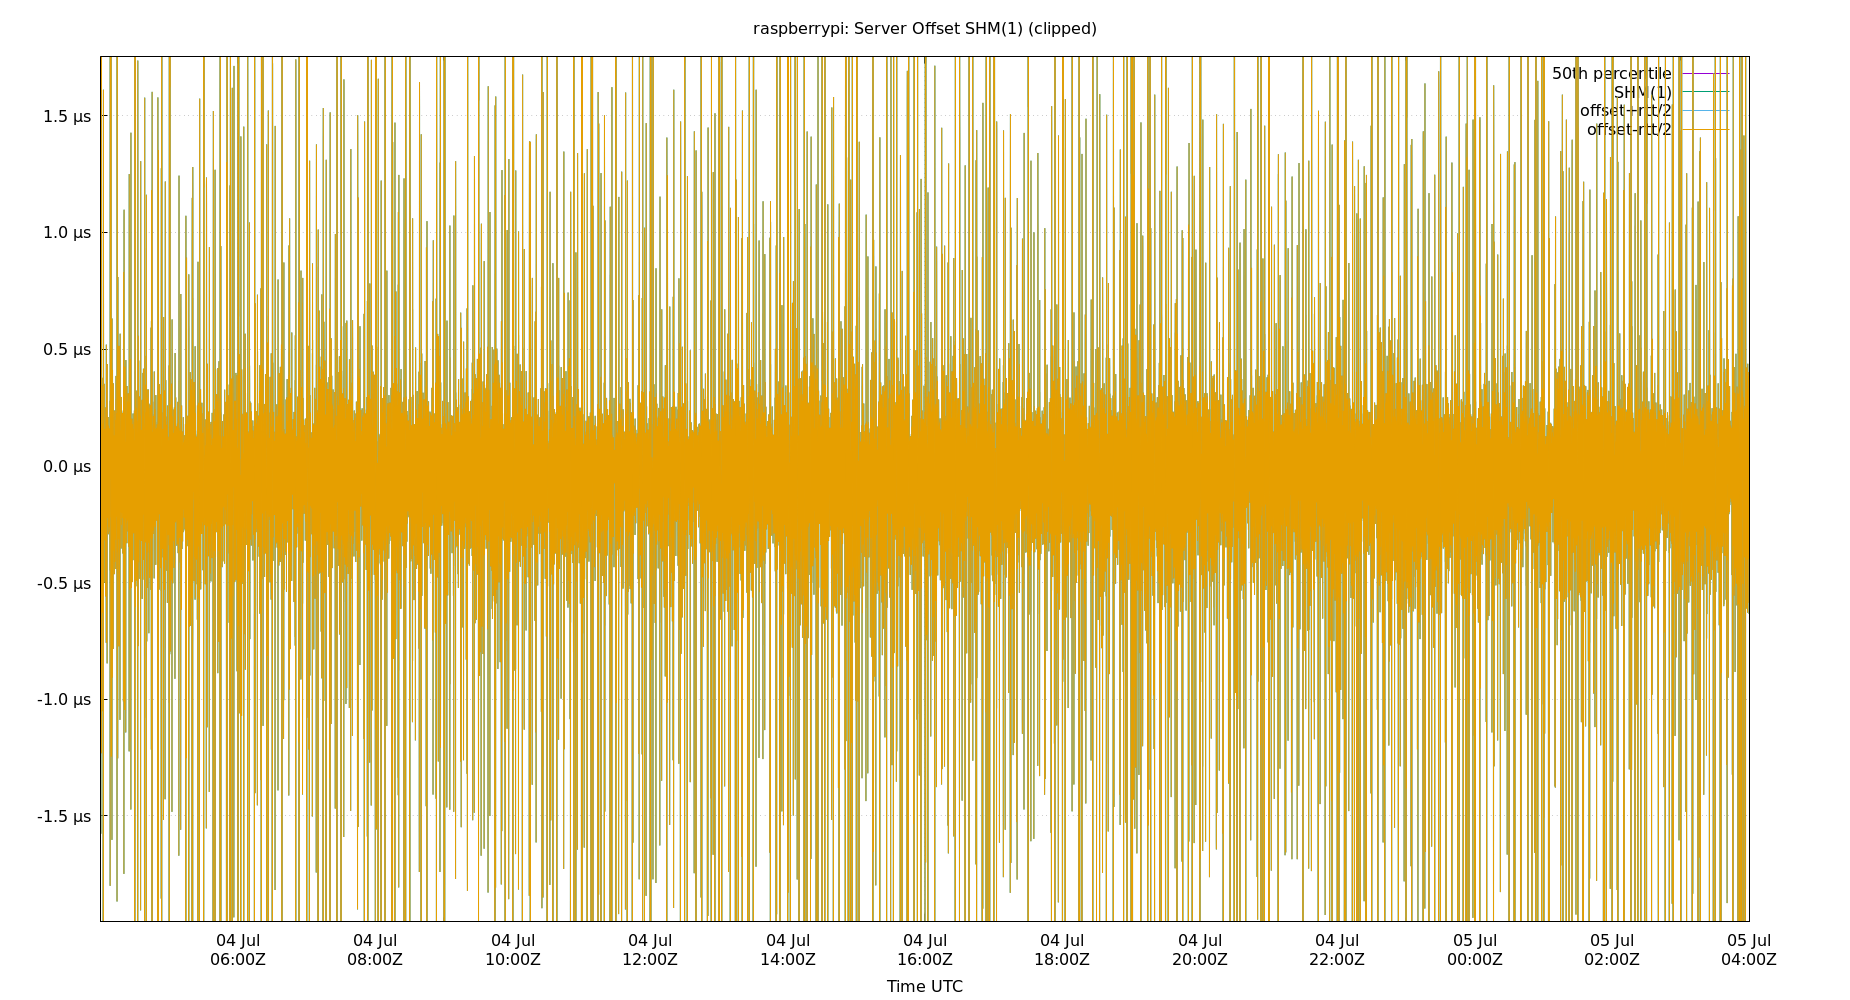 raspberrypi: Server Offset SHM(1) (clipped)
50th percentile
SHM(1)
offset+rtt/2
offset-rtt/2
1.5 µs
1.0 µs
0.5 µs
0.0 µs
-0.5 µs
-1.0 µs
-1.5 µs
04 Jul 04 Jul 04 Jul 04 Jul 04 Jul 04 Jul 04 Jul 04 Jul 04 Jul 05 Jul 05 Jul 05 Jul
06:00Z 08:00Z 10:00Z 12:00Z 14:00Z 16:00Z 18:00Z 20:00Z 22:00Z 00:00Z 02:00Z 04:00Z
Time UTC